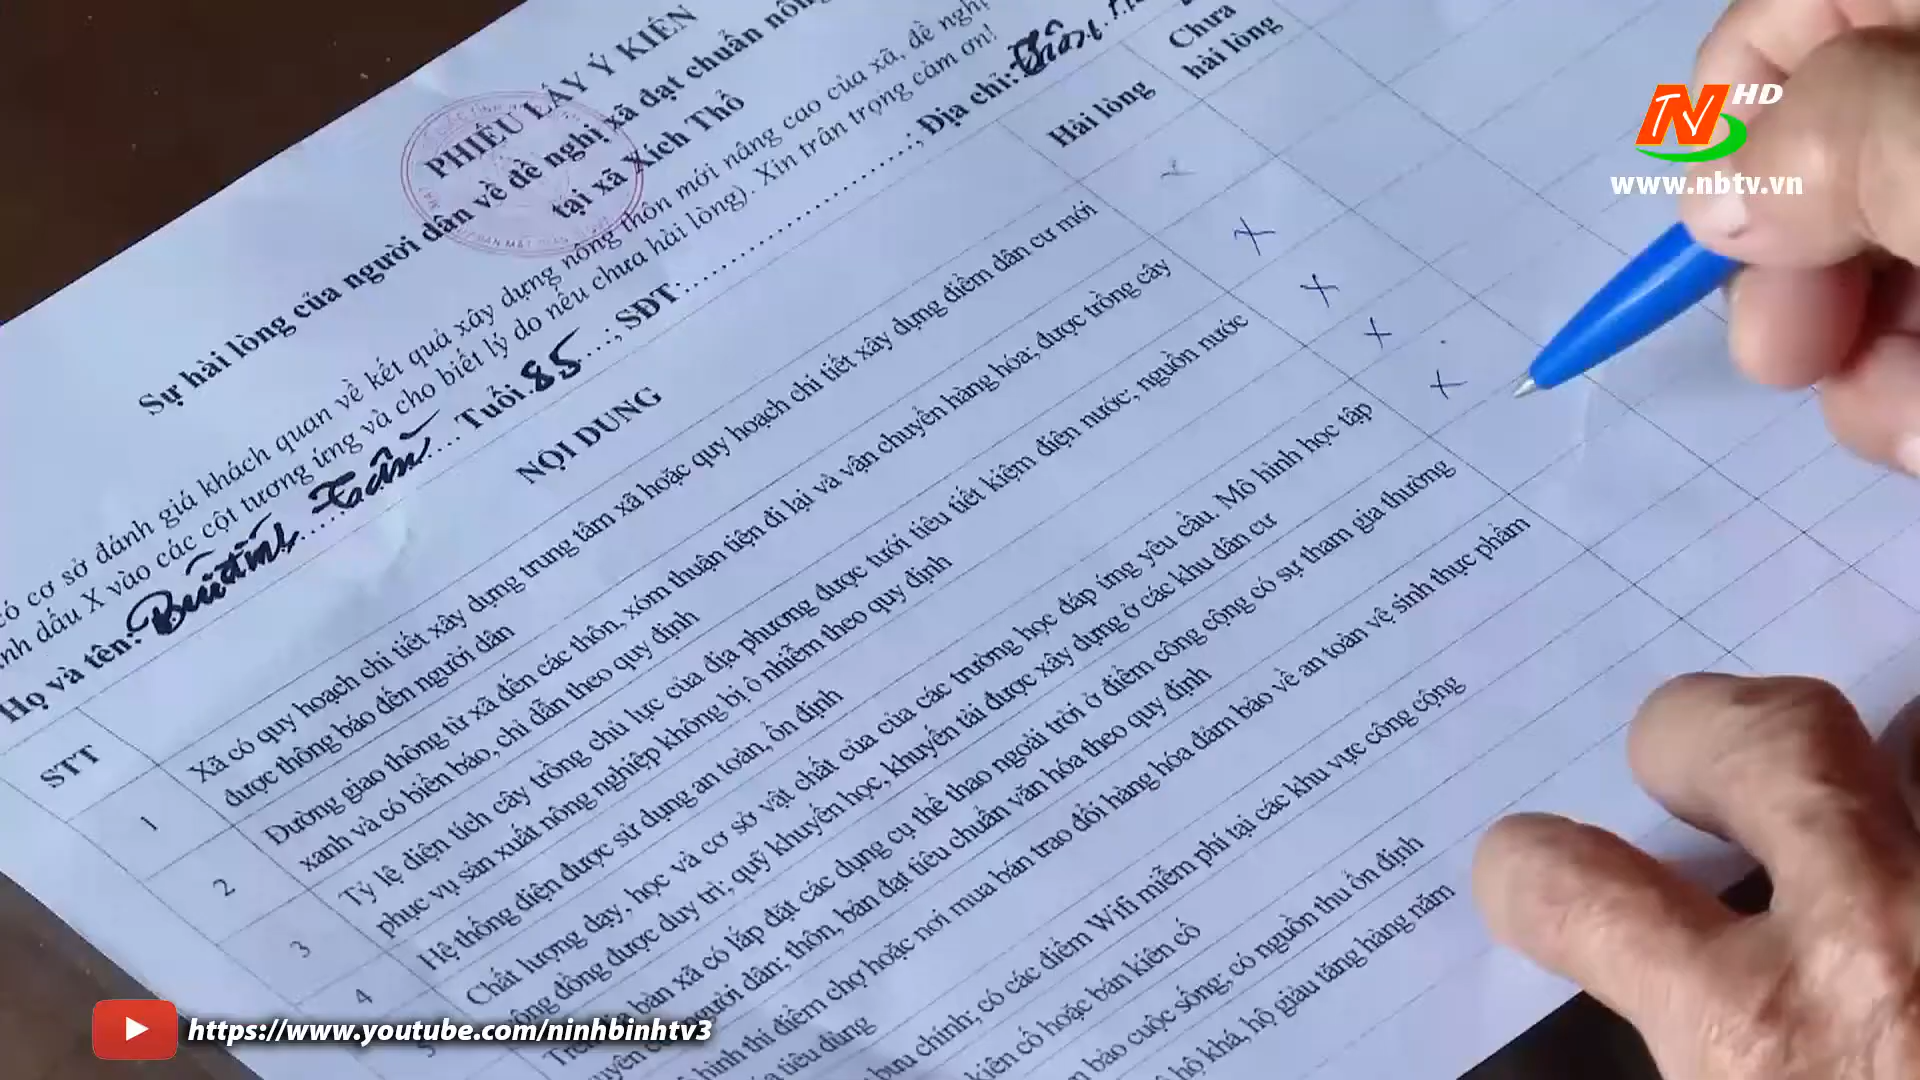 PHIẾU LẤY Ý KIẾN
Sự hài lòng của người dân về đề nghị xã đạt chuẩn nông
tại xã Xích Thổ
có cơ sở đánh giá khách quan về kết quả xây dựng nông thôn mới nâng cao của xã, đề nghị
dấu X vào các cột tương ứng và cho biết lý do nếu chưa hài lòng). Xin trân trọng cảm ơn!
Họ và tên: Tuổi: 85; SĐT:; Địa chỉ:
STT
NỘI DUNG
Hài lòng
Chưa hài lòng
1
Xã có quy hoạch chi tiết xây dựng trung tâm xã hoặc quy hoạch chi tiết xây dựng điểm dân cư mới
được thông báo đến người dân
X
2
Đường giao thông từ xã đến các thôn, xóm thuận tiện đi lại và vận chuyển hàng hóa; được trồng cây
xanh và có biển báo, chỉ dẫn theo quy định
X
3
Tỷ lệ diện tích cây trồng chủ lực của địa phương được tưới tiêu tiết kiệm điện nước; nguồn nước
phục vụ sản xuất nông nghiệp không bị ô nhiễm theo quy định
X
4
Hệ thống điện được sử dụng an toàn, ổn định
X
5
Chất lượng dạy, học và cơ sở vật chất của các trường học đáp ứng yêu cầu. Mô hình học tập
cộng đồng được duy trì; quỹ khuyến học, khuyến tài được xây dựng ở các khu dân cư
X
Trên địa bàn xã có lắp đặt các dụng cụ thể thao ngoài trời ở điểm công cộng có sự tham gia thường
người dân; thôn, bản đạt tiêu chuẩn văn hóa theo quy định
hình thí điểm chợ hoặc nơi mua bán trao đổi hàng hóa đảm bảo về an toàn vệ sinh thực phẩm
tiêu dùng
bưu chính; có các điểm Wifi miễm phí tại các khu vực công cộng
kiên cố hoặc bán kiên cố
bảo cuộc sống; có nguồn thu ổn định
hộ khá, hộ giàu tăng hàng năm
HD
www.nbtv.vn
https://www.youtube.com/ninhbinhtv3